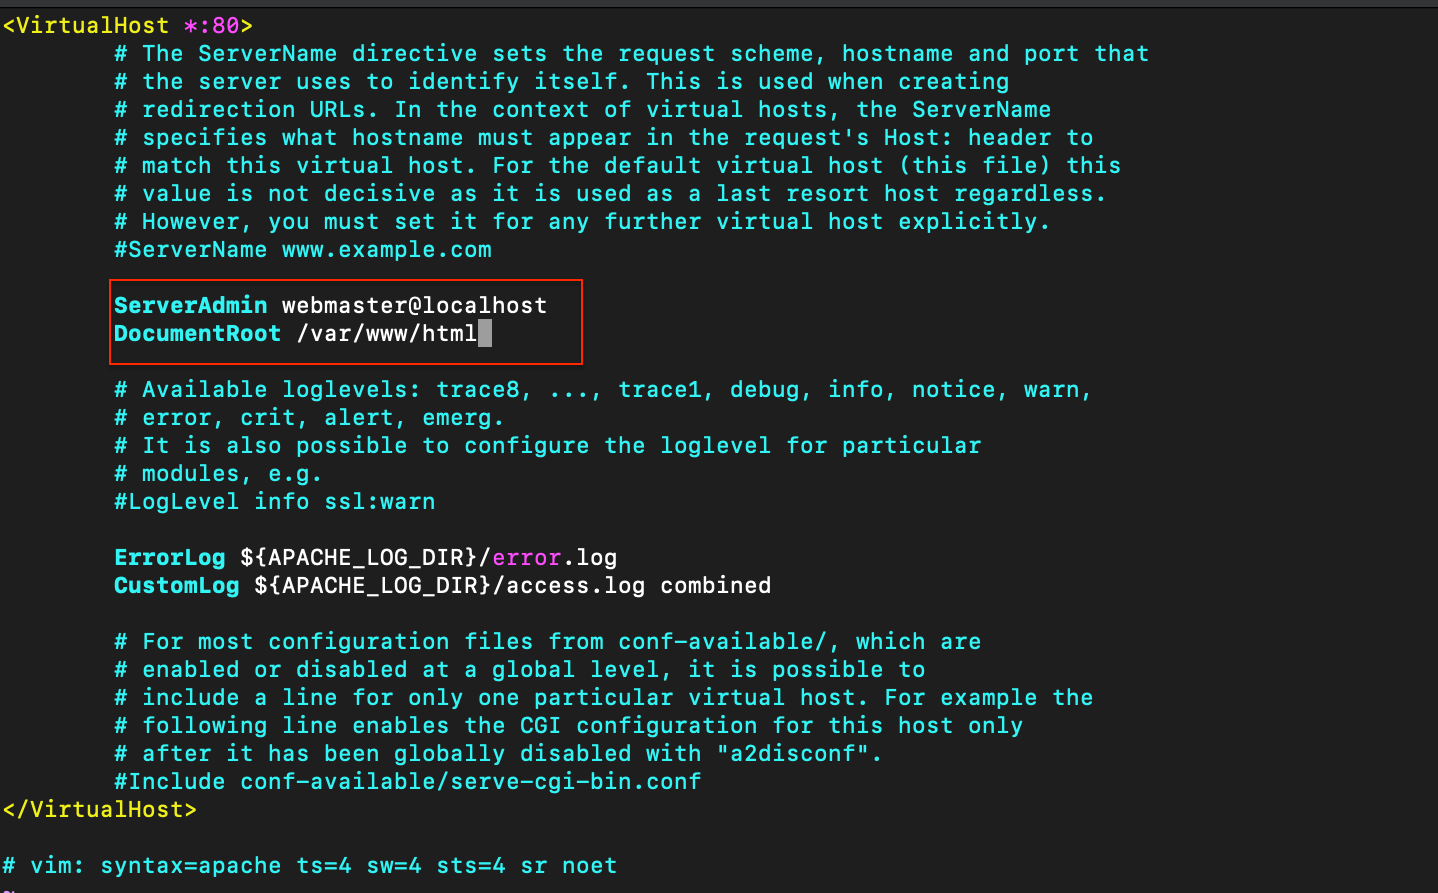 <VirtualHost *:80>
# The ServerName directive sets the request scheme, hostname and port that
# the server uses to identify itself. This is used when creating
# redirection URLs. In the context of virtual hosts, the ServerName
# specifies what hostname must appear in the request's Host: header to
# match this virtual host. For the default virtual host (this file) this
# value is not decisive as it is used as a last resort host regardless.
# However, you must set it for any further virtual host explicitly.
#ServerName www.example.com
ServerAdmin webmaster@localhost
DocumentRoot /var/www/html
# Available loglevels: trace8, ..., trace1, debug, info, notice, warn,
# error, crit, alert, emerg.
# It is also possible to configure the loglevel for particular
# modules, e.g.
#LogLevel info ssl:warn
ErrorLog ${APACHE_LOG_DIR}/error.log
CustomLog ${APACHE_LOG_DIR}/access.log combined
# For most configuration files from conf-available/, which are
# enabled or disabled at a global level, it is possible to
# include a line for only one particular virtual host. For example the
# following line enables the CGI configuration for this host only
# after it has been globally disabled with "a2disconf".
#Include conf-available/serve-cgi-bin.conf
</VirtualHost>
# vim: syntax=apache ts=4 sw=4 sts=4 sr noet